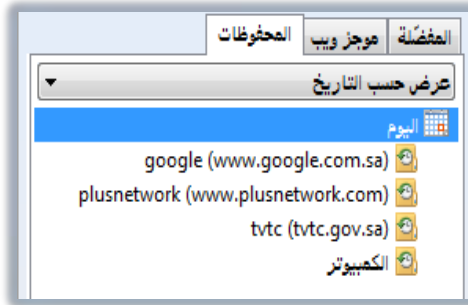 المفضّلة موجز ويب المحفوظات
عرض حسب التاريخ
اليوم
google (www.google.com.sa)
plusnetwork (www.plusnetwork.com)
tvtc (tvtc.gov.sa)
الكمبيوتر